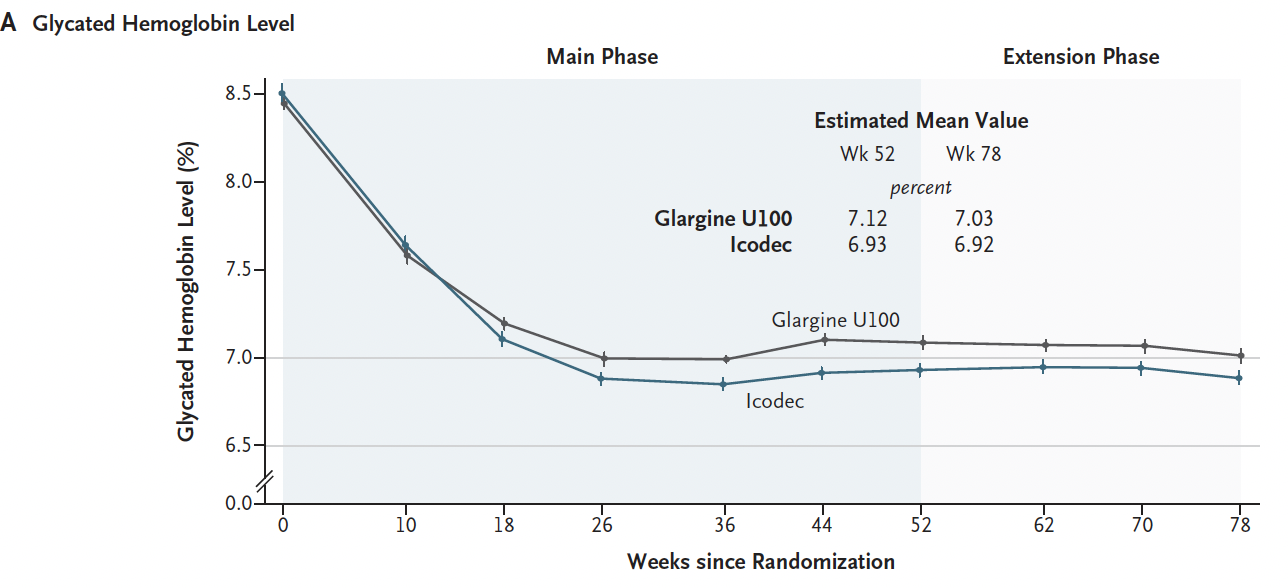 A Glycated Hemoglobin Level
Main Phase Extension Phase
Glycated Hemoglobin Level (%)
8.5
8.0
7.5
7.0
6.5
0.0
Estimated Mean Value
Wk 52 Wk 78
percent
Glargine U100 7.12 7.03
Icodec 6.93 6.92
Glargine U100
Icodec
0 10 18 26 36 44 52 62 70 78
Weeks since Randomization